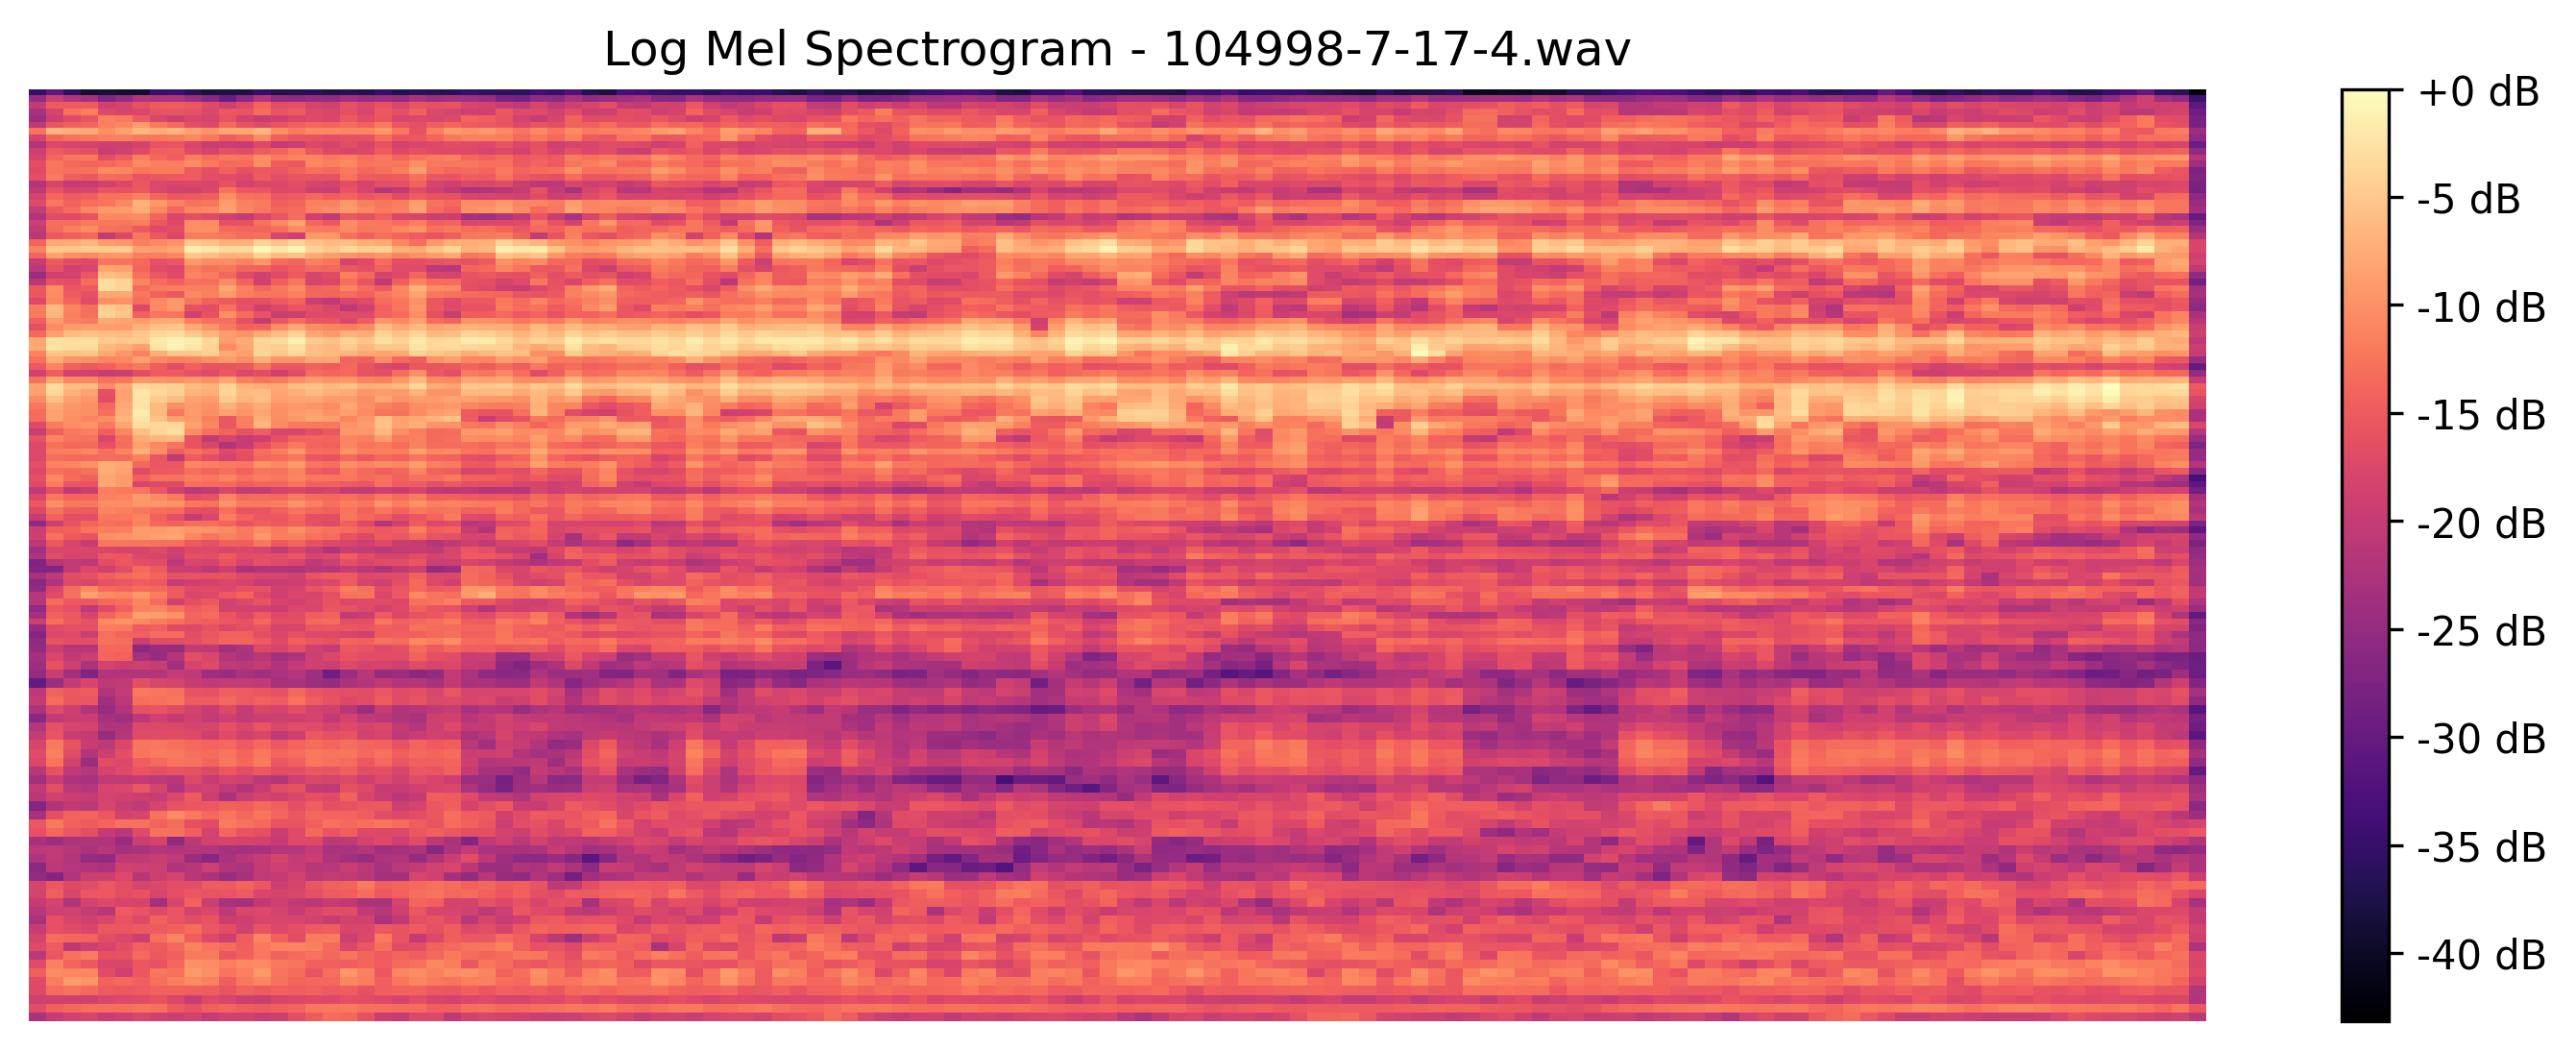 Log Mel Spectrogram - 104998-7-17-4.wav
+0 dB
-5 dB
-10 dB
-15 dB
-20 dB
-25 dB
-30 dB
-35 dB
-40 dB